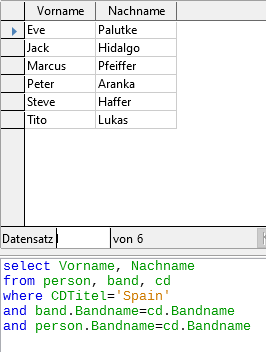 Vorname Nachname
Eve Palutke
Jack Hidalgo
Marcus Pfeiffer
Peter Aranka
Steve Haffer
Tito Lukas
Datensatz 1 von 6
select Vorname, Nachname
from person, band, cd
where CDTitel='Spain'
and band.Bandname=cd.Bandname
and person.Bandname=cd.Bandname